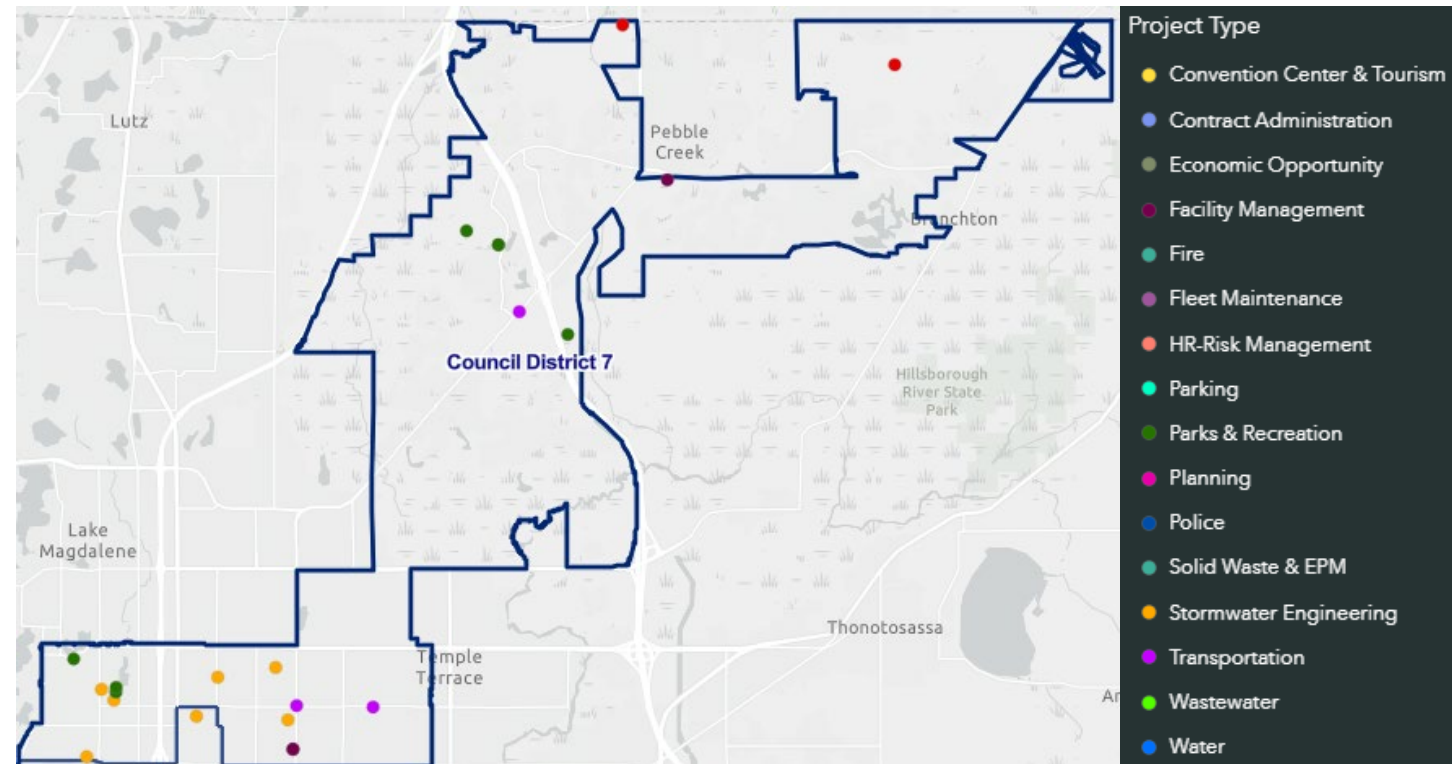 Lutz
Pebble
Creek
Branchton
Council District 7
Hillsborough
River State
Park
Lake
Magdalene
Thonotosassa
Temple
Terrace
Ar
Project Type
Convention Center & Tourism
Contract Administration
Economic Opportunity
Facility Management
Fire
Fleet Maintenance
HR-Risk Management
Parking
Parks & Recreation
Planning
Police
Solid Waste & EPM
Stormwater Engineering
Transportation
Wastewater
Water